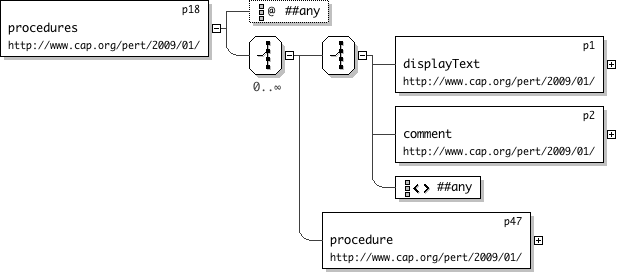 p18
procedures
http://www.cap.org/pert/2009/01/
@ ##any
0..∞
p1
displayText
http://www.cap.org/pert/2009/01/
p2
comment
http://www.cap.org/pert/2009/01/
<> ##any
p47
procedure
http://www.cap.org/pert/2009/01/